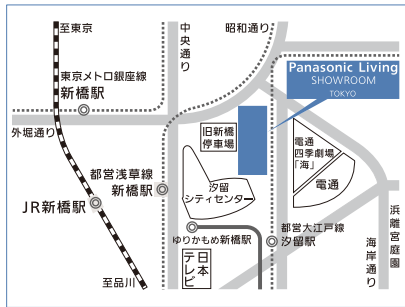 至東京
中央通り
昭和通り
東京メトロ銀座線
新橋駅
Panasonic Living
SHOWROOM
TOKYO
外堀通り
旧新橋
停車場
電通
四季劇場
「海」
電通
都営浅草線
新橋駅
汐留
シティセンター
JR新橋駅
ゆりかもめ新橋駅
都営大江戸線
汐留駅
日本
テレビ
至品川
海岸通り
浜離宮庭園